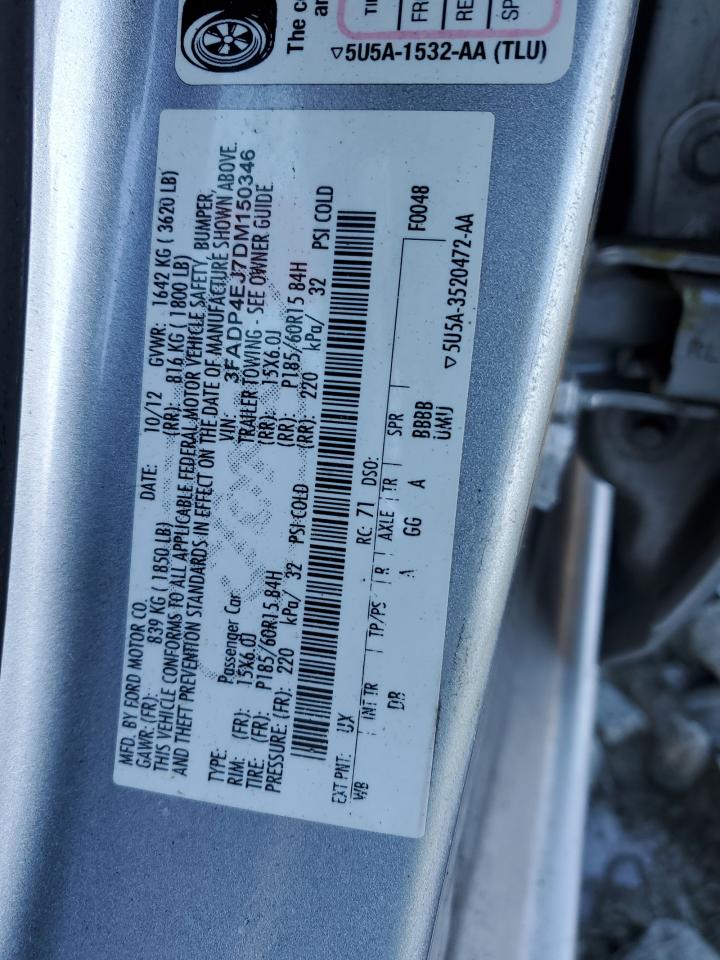 The co
an
TI
FR
RE
SP
▽5U5A-1532-AA (TLU)
MFD. BY FORD MOTOR CO. DATE: 10/12 GVWR: 1642 KG ( 3620 LB)
GAWR: (FR): 839 KG ( 1850 LB) (RR): 816 KG ( 1800 LB)
THIS VEHICLE CONFORMS TO ALL APPLICABLE FEDERAL MOTOR VEHICLE SAFETY, BUMPER,
AND THEFT PREVENTION STANDARDS IN EFFECT ON THE DATE OF MANUFACTURE SHOWN ABOVE.
VIN: 3FADP4EJ7DM150346
TYPE: Passenger Car TRAILER TOWING - SEE OWNER GUIDE
RIM: (FR): 15X6.0J (RR): 15X6.0J
TIRE: (FR): P185/60R15 84H (RR): P185/60R15 84H
PRESSURE: (FR): 220 kPa/ 32 PSI COLD (RR): 220 kPa/ 32 PSI COLD
EXT PNT: UX RC: 71 DSO: F0048
WB INT TR TP/PS R AXLE TR SPR
DB A GG A BBBB
UMU
▽5U5A-3520472-AA